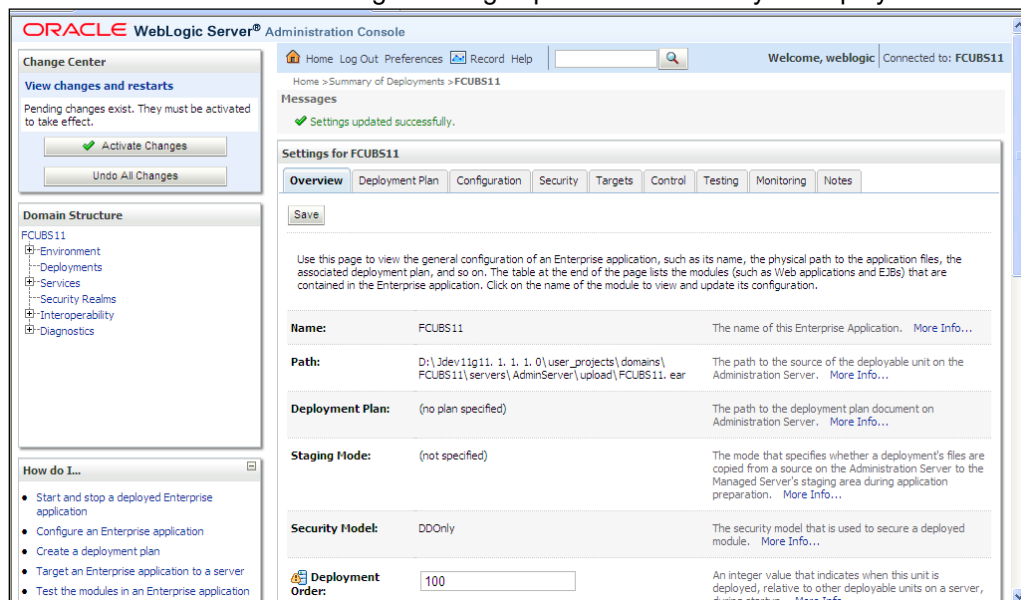 ORACLE WebLogic Server® Administration Console
Change Center
View changes and restarts
Pending changes exist. They must be activated
to take effect.
Activate Changes
Undo All Changes
Domain Structure
FCUBS11
Environment
Deployments
Services
Security Realms
Interoperability
Diagnostics
How do I...
Start and stop a deployed Enterprise
application
Configure an Enterprise application
Create a deployment plan
Target an Enterprise application to a server
Test the modules in an Enterprise application
Home Log Out Preferences Record Help
Welcome, weblogic Connected to: FCUBS11
Home >Summary of Deployments >FCUBS11
Messages
Settings updated successfully.
Settings for FCUBS11
Overview Deployment Plan Configuration Security Targets Control Testing Monitoring Notes
Save
Use this page to view the general configuration of an Enterprise application, such as its name, the physical path to the application files, the
associated deployment plan, and so on. The table at the end of the page lists the modules (such as Web applications and EJBs) that are
contained in the Enterprise application. Click on the name of the module to view and update its configuration.
Name: FCUBS11 The name of this Enterprise Application. More Info...
Path: D:\Jdev11g11. 1. 1. 1. 0\user_projects\domains\ The path to the source of the deployable unit on the
FCUBS11\servers\AdminServer\upload\FCUBS11. ear Administration Server. More Info...
Deployment Plan: (no plan specified) The path to the deployment plan document on
Administration Server. More Info...
Staging Mode: (not specified) The mode that specifies whether a deployment's files are
copied from a source on the Administration Server to the
Managed Server's staging area during application
preparation. More Info...
Security Model: DDOnly The security model that is used to secure a deployed
module. More Info...
Deployment 100 An integer value that indicates when this unit is
Order: deployed, relative to other deployable units on a server,
during startup. More Info...